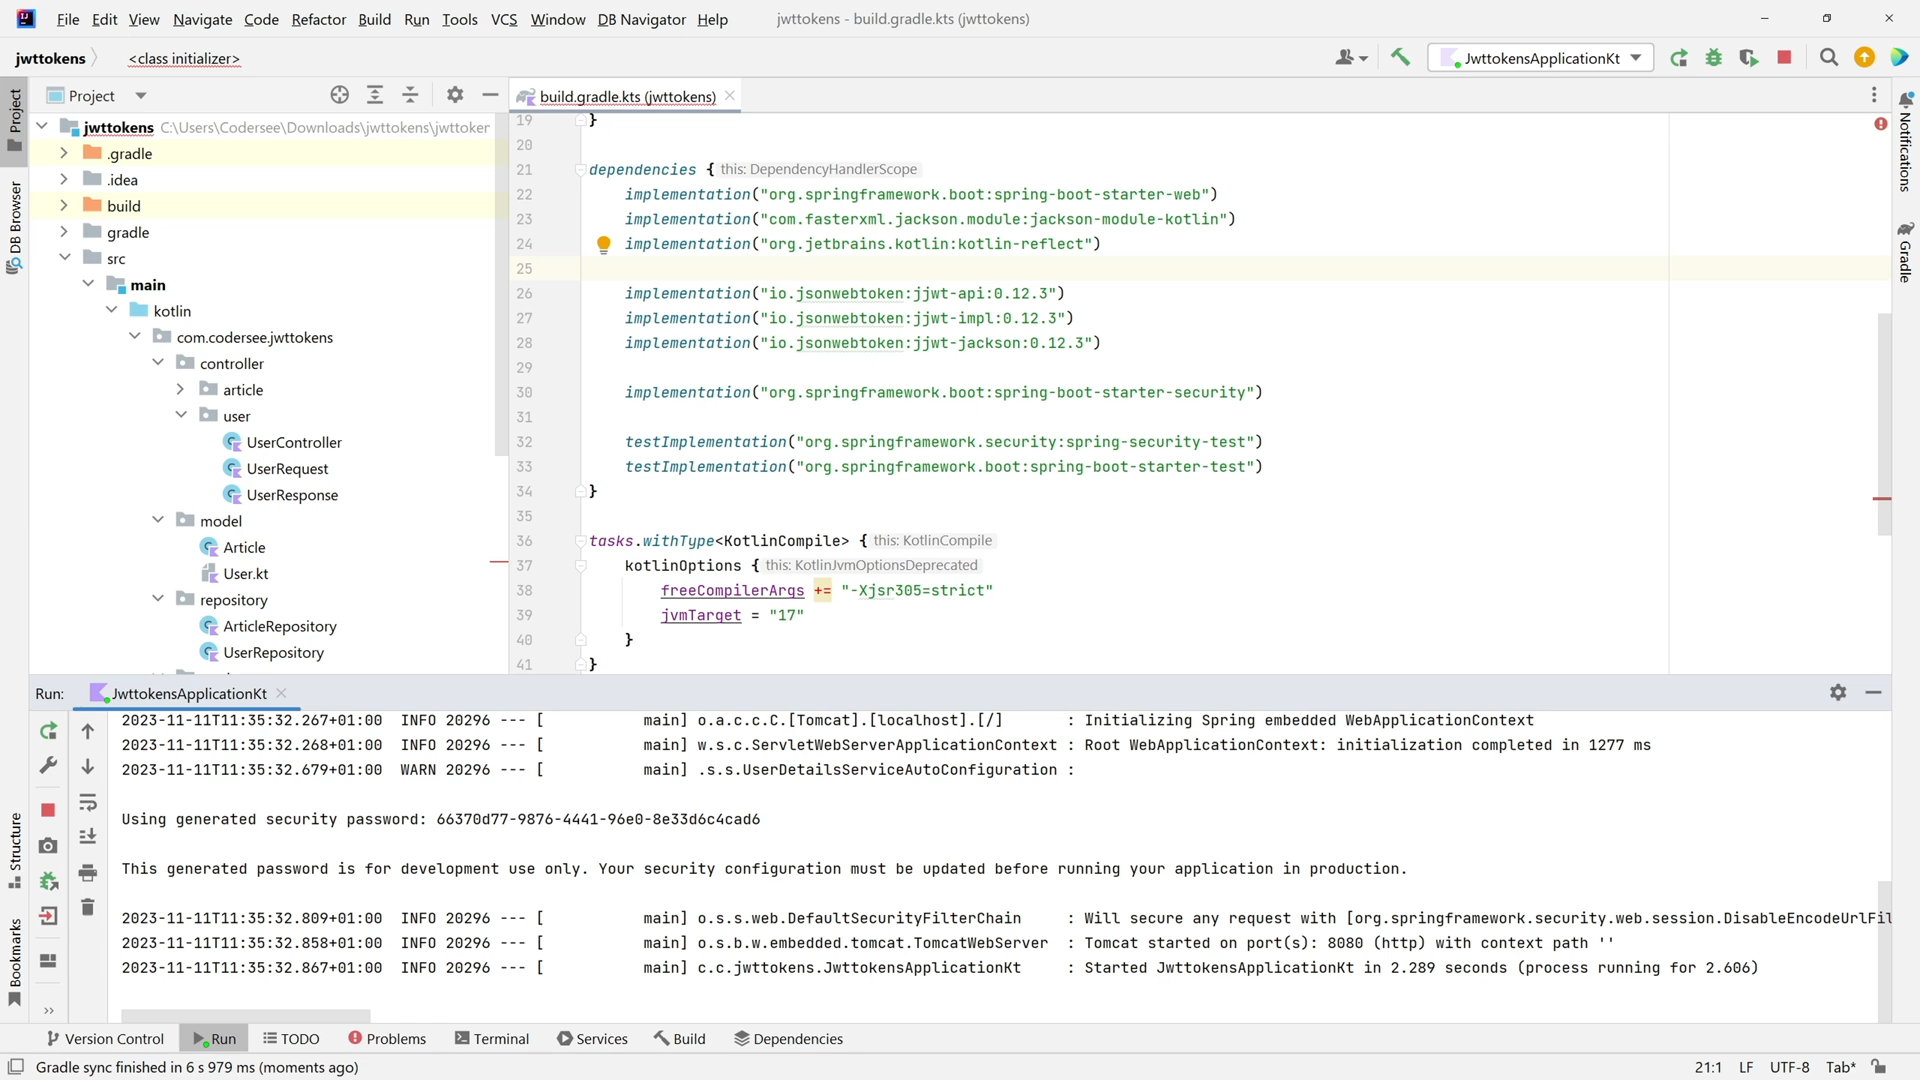 File Edit View Navigate Code Refactor Build Run Tools VCS Window DB Navigator Help jwttokens - build.gradle.kts (jwttokens)
jwttokens <class initializer> JwttokensApplicationKt
Project
build.gradle.kts (jwttokens)
Project
DB Browser
Structure
Bookmarks
Notifications
Gradle
jwttokens C:\Users\Codersee\Downloads\jwttokens\jwttoker
.gradle
.idea
build
gradle
src
main
kotlin
com.codersee.jwttokens
controller
article
user
UserController
UserRequest
UserResponse
model
Article
User.kt
repository
ArticleRepository
UserRepository
19 }
20
21 dependencies { this: DependencyHandlerScope
22 implementation("org.springframework.boot:spring-boot-starter-web")
23 implementation("com.fasterxml.jackson.module:jackson-module-kotlin")
24 implementation("org.jetbrains.kotlin:kotlin-reflect")
25
26 implementation("io.jsonwebtoken:jjwt-api:0.12.3")
27 implementation("io.jsonwebtoken:jjwt-impl:0.12.3")
28 implementation("io.jsonwebtoken:jjwt-jackson:0.12.3")
29
30 implementation("org.springframework.boot:spring-boot-starter-security")
31
32 testImplementation("org.springframework.security:spring-security-test")
33 testImplementation("org.springframework.boot:spring-boot-starter-test")
34 }
35
36 tasks.withType<KotlinCompile> { this: KotlinCompile
37 kotlinOptions { this: KotlinJvmOptionsDeprecated
38 freeCompilerArgs += "-Xjsr305=strict"
39 jvmTarget = "17"
40 }
41 }
Run: JwttokensApplicationKt
2023-11-11T11:35:32.267+01:00 INFO 20296 --- [ main] o.a.c.c.C.[Tomcat].[localhost].[/] : Initializing Spring embedded WebApplicationContext
2023-11-11T11:35:32.268+01:00 INFO 20296 --- [ main] w.s.c.ServletWebServerApplicationContext : Root WebApplicationContext: initialization completed in 1277 ms
2023-11-11T11:35:32.679+01:00 WARN 20296 --- [ main] .s.s.UserDetailsServiceAutoConfiguration :
Using generated security password: 66370d77-9876-4441-96e0-8e33d6c4cad6
This generated password is for development use only. Your security configuration must be updated before running your application in production.
2023-11-11T11:35:32.809+01:00 INFO 20296 --- [ main] o.s.s.web.DefaultSecurityFilterChain : Will secure any request with [org.springframework.security.web.session.DisableEncodeUrlFil
2023-11-11T11:35:32.858+01:00 INFO 20296 --- [ main] o.s.b.w.embedded.tomcat.TomcatWebServer : Tomcat started on port(s): 8080 (http) with context path ''
2023-11-11T11:35:32.867+01:00 INFO 20296 --- [ main] c.c.jwttokens.JwttokensApplicationKt : Started JwttokensApplicationKt in 2.289 seconds (process running for 2.606)
Version Control Run TODO Problems Terminal Services Build Dependencies
Gradle sync finished in 6 s 979 ms (moments ago) 21:1 LF UTF-8 Tab*